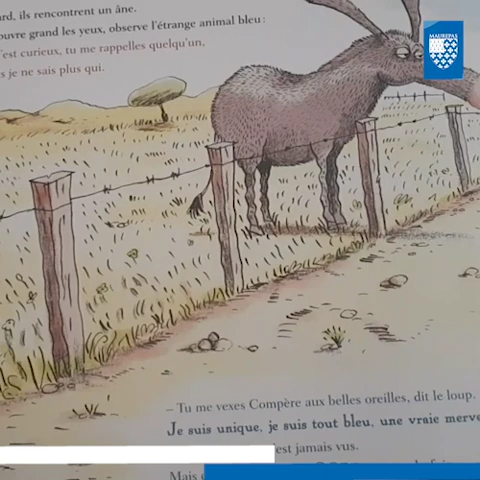 ard, ils rencontrent un âne.
ouvre grand les yeux, observe l'étrange animal bleu :
'est curieux, tu me rappelles quelqu'un,
s je ne sais plus qui.
MAUREPAS
– Tu me vexes Compère aux belles oreilles, dit le loup.
Je suis unique, je suis tout bleu, une vraie merve
est jamais vus.
Mais